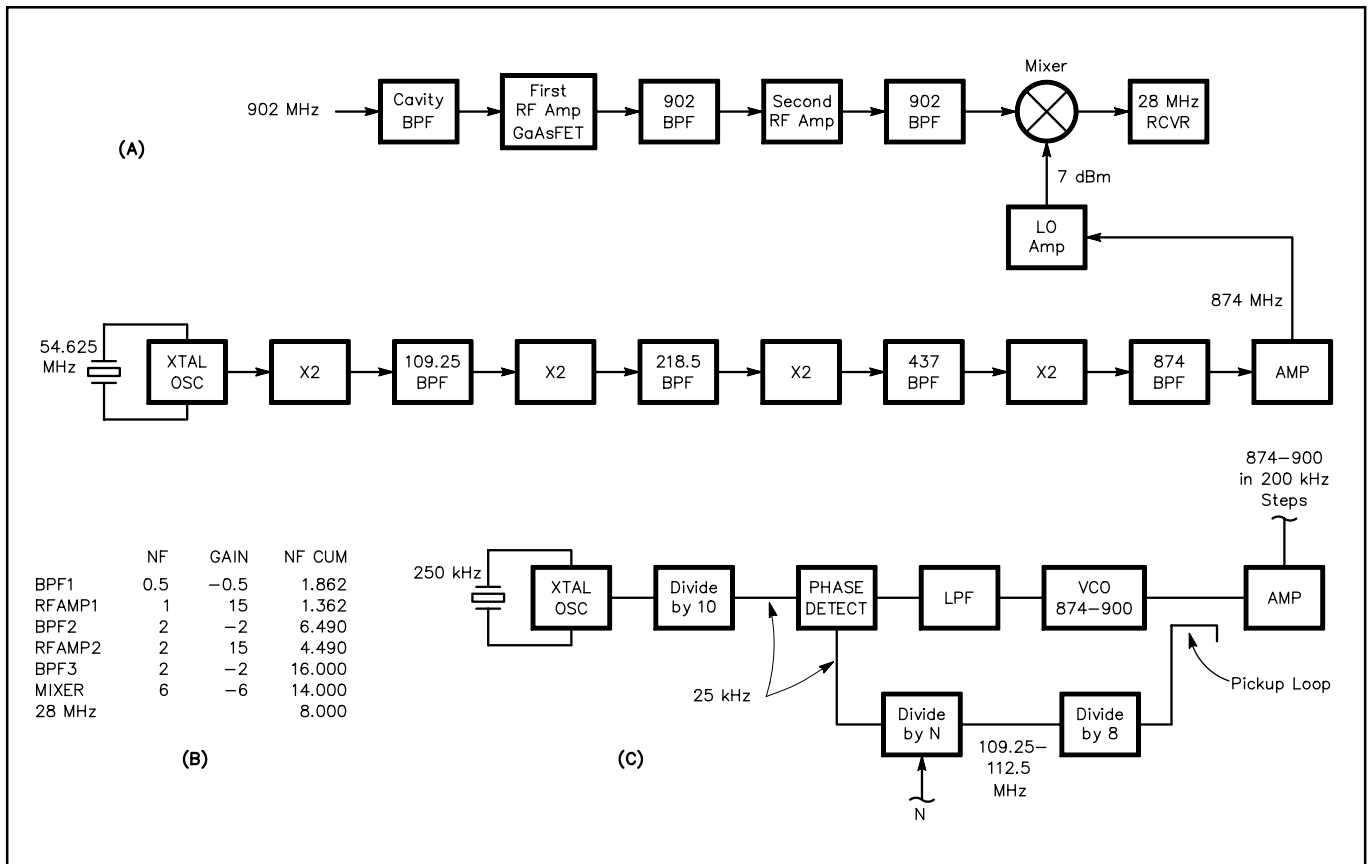 Mixer
902 MHz
Cavity
BPF
First
RF Amp
GaAsFET
902
BPF
Second
RF Amp
902
BPF
28 MHz
RCVR
(A)
7 dBm
LO
Amp
874 MHz
54.625
MHz
XTAL
OSC
X2
109.25
BPF
X2
218.5
BPF
X2
437
BPF
X2
874
BPF
AMP
874–900
in 200 kHz
Steps
NF GAIN NF CUM
BPF1 0.5 −0.5 1.862
RFAMP1 1 15 1.362
BPF2 2 −2 6.490
RFAMP2 2 15 4.490
BPF3 2 −2 16.000
MIXER 6 −6 14.000
28 MHz 8.000
(B)
250 kHz
XTAL
OSC
Divide
by 10
PHASE
DETECT
LPF
VCO
874–900
AMP
25 kHz
Pickup Loop
Divide
by N
Divide
by 8
109.25–
112.5
MHz
(C)
N